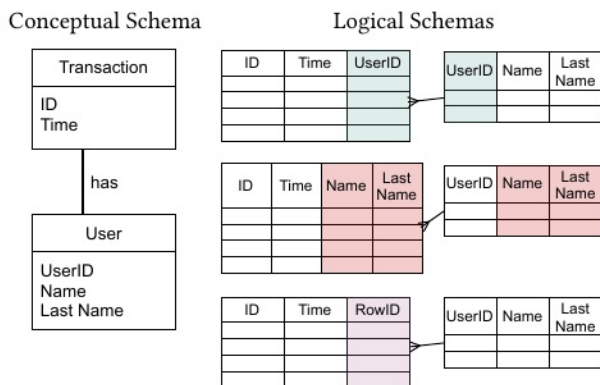 Conceptual Schema
Logical Schemas
Transaction
ID
Time
has
User
UserID
Name
Last Name
ID Time UserID
UserID Name Last Name
ID Time Name Last Name
UserID Name Last Name
ID Time RowID
UserID Name Last Name